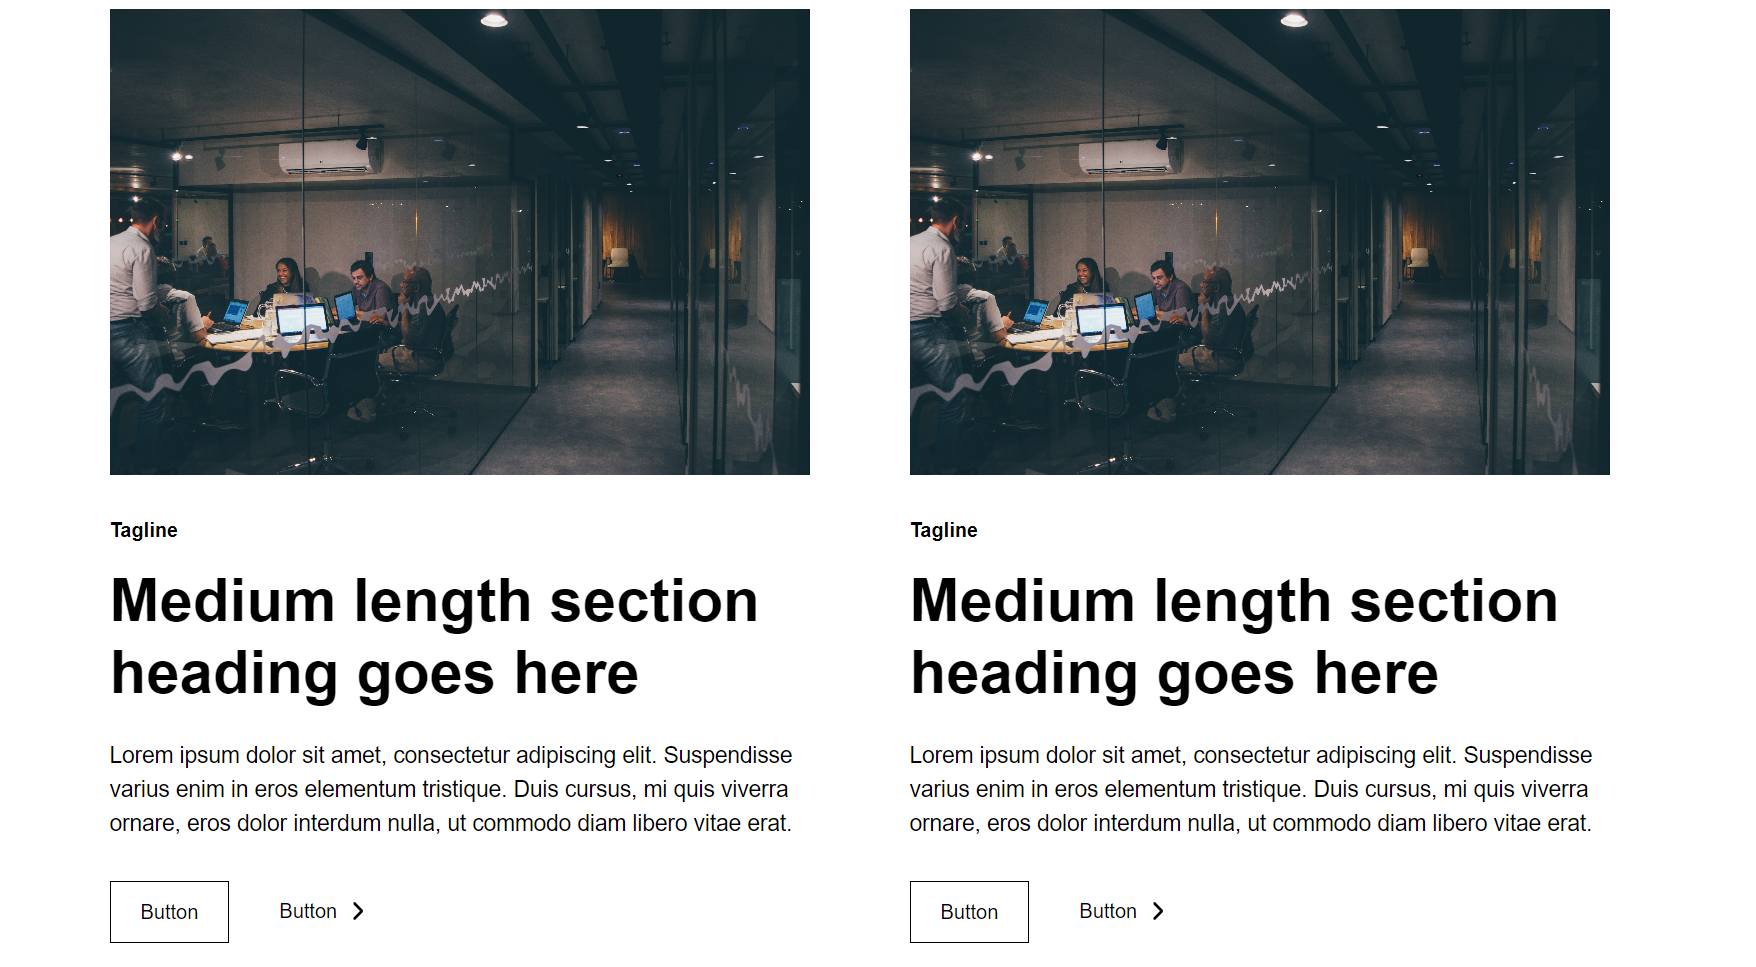 Tagline
Medium length section
heading goes here
Lorem ipsum dolor sit amet, consectetur adipiscing elit. Suspendisse
varius enim in eros elementum tristique. Duis cursus, mi quis viverra
ornare, eros dolor interdum nulla, ut commodo diam libero vitae erat.
Button
Button
Tagline
Medium length section
heading goes here
Lorem ipsum dolor sit amet, consectetur adipiscing elit. Suspendisse
varius enim in eros elementum tristique. Duis cursus, mi quis viverra
ornare, eros dolor interdum nulla, ut commodo diam libero vitae erat.
Button
Button